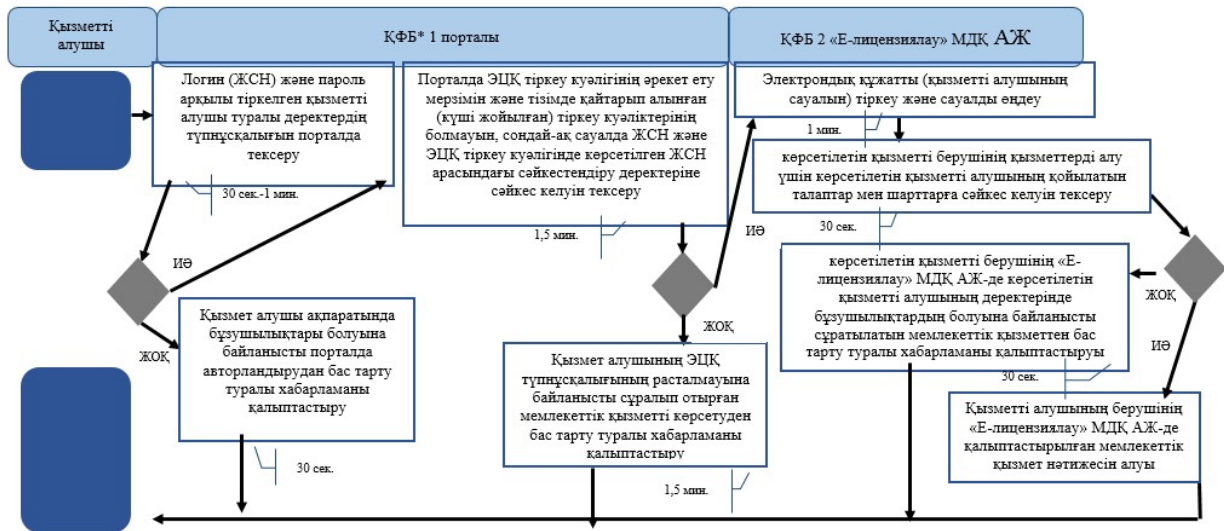 Қызметті
алушы
ҚФБ* 1 порталы
ҚФБ 2 «Е-лицензиялау» МДҚ АЖ
Логин (ЖСН) және пароль
арқылы тіркелген қызметті
алушы туралы деректердің
түпнұсқалығын порталда
тексеру
30 сек.-1 мин.
Порталда ЭЦҚ тіркеу куәлігінің әрекет ету
мерзімін және тізімде қайтарып алынған
(күші жойылған) тіркеу куәліктерінің
болмауын, сондай-ақ сауалда ЖСН және
ЭЦҚ тіркеу куәлігінде көрсетілген ЖСН
арасындағы сәйкестендіру деректеріне
сәйкес келуін тексеру
1,5 мин.
Электрондық құжатты (қызметті алушының
сауалын) тіркеу және сауалды өңдеу
1 мин.
көрсетілетін қызметті берушінің қызметтерді алу
үшін көрсетілетін қызметті алушының қойылатын
талаптар мен шарттарға сәйкес келуін тексеру
30 сек.
ИӘ
ИӘ
ЖОҚ
ЖОҚ
ЖОҚ
ИӘ
Қызмет алушы ақпаратында
бұзушылықтары болуына
байланысты порталда
авторландырудан бас тарту
туралы хабарламаны
қалыптастыру
30 сек.
Қызмет алушының ЭЦҚ
түпнұсқалығының расталмауына
байланысты сұралып отырған
мемлекеттік қызметті көрсетуден
бас тарту туралы хабарламаны
қалыптастыру
1,5 мин.
көрсетілетін қызметті берушінің «Е-
лицензиялау» МДҚ АЖ-де көрсетілетін
қызметті алушының деректерінде
бұзушылықтардың болуына байланысты
сұратылатын мемлекеттік қызметтен бас
тарту туралы хабарламаны қалыптастыруы
30 сек.
Қызметті алушының берушінің
«Е-лицензиялау» МДҚ АЖ-де
қалыптастырылған мемлекеттік
қызмет нәтижесін алуы